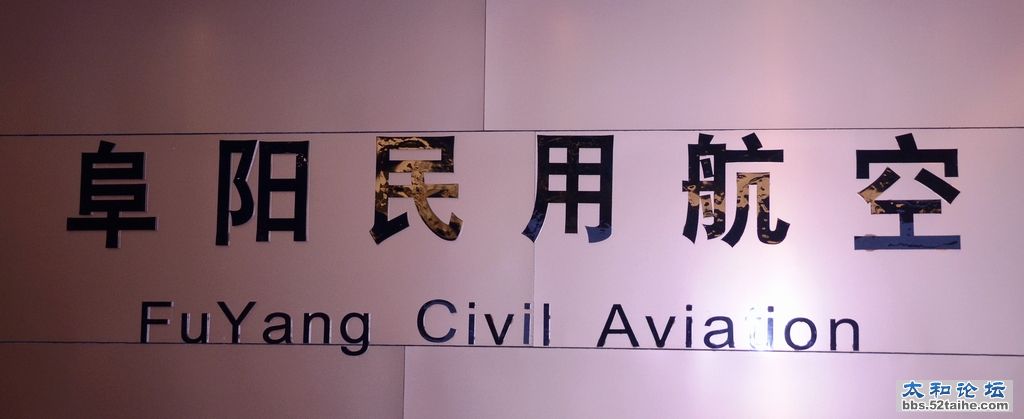 阜阳民用航空
FuYang Civil Aviation
太和论坛
bbs.52taihe.com